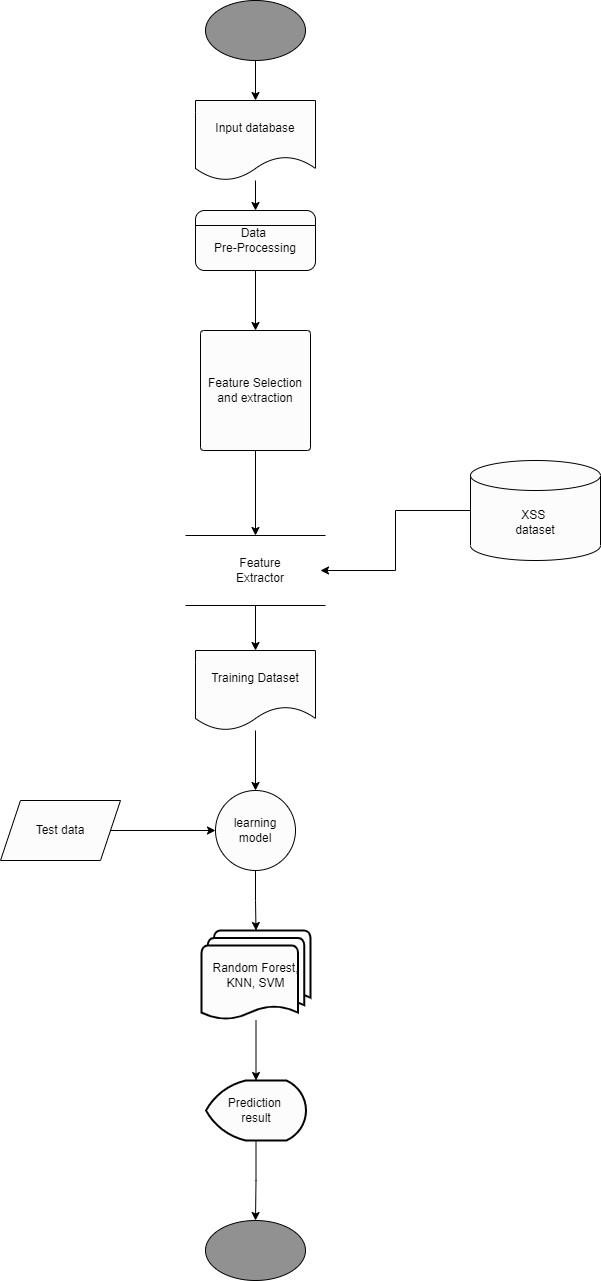 Input database
Data
Pre-Processing
Feature Selection
and extraction
XSS
dataset
Feature
Extractor
Training Dataset
Test data
learning
model
Random Forest,
KNN, SVM
Prediction
result